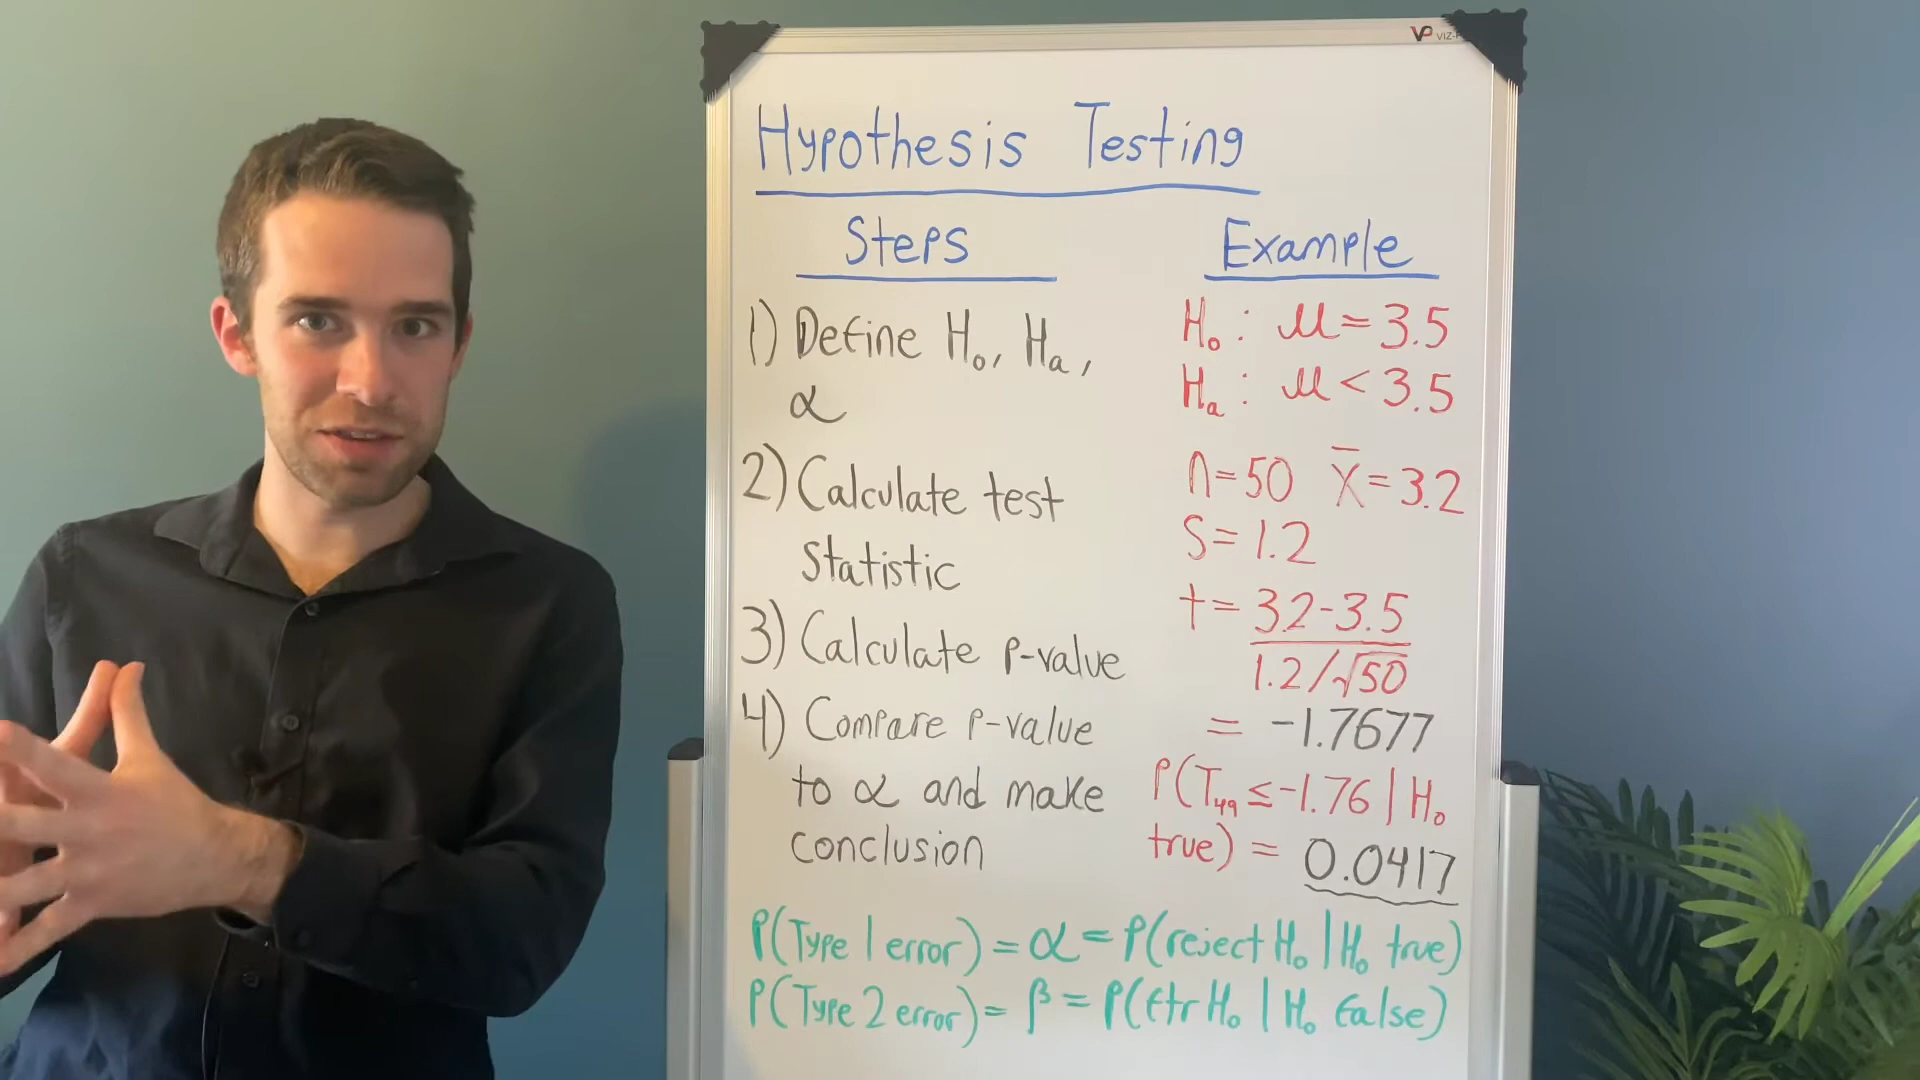 Hypothesis Testing
Steps
1) Define H₀, Hₐ,
α
2) Calculate test
statistic
3) Calculate p-value
4) Compare p-value
to α and make
conclusion
Example
H₀: μ=3.5
Hₐ: μ<3.5
n=50 x̄=3.2
S=1.2
t= 3.2-3.5
1.2/√50
= -1.7677
P(T₄₉≤-1.76|H₀
true) = 0.0417
P(Type 1 error)=α=P(reject H₀|H₀ true)
P(Type 2 error)=β=P(ftr H₀|H₀ false)
VP